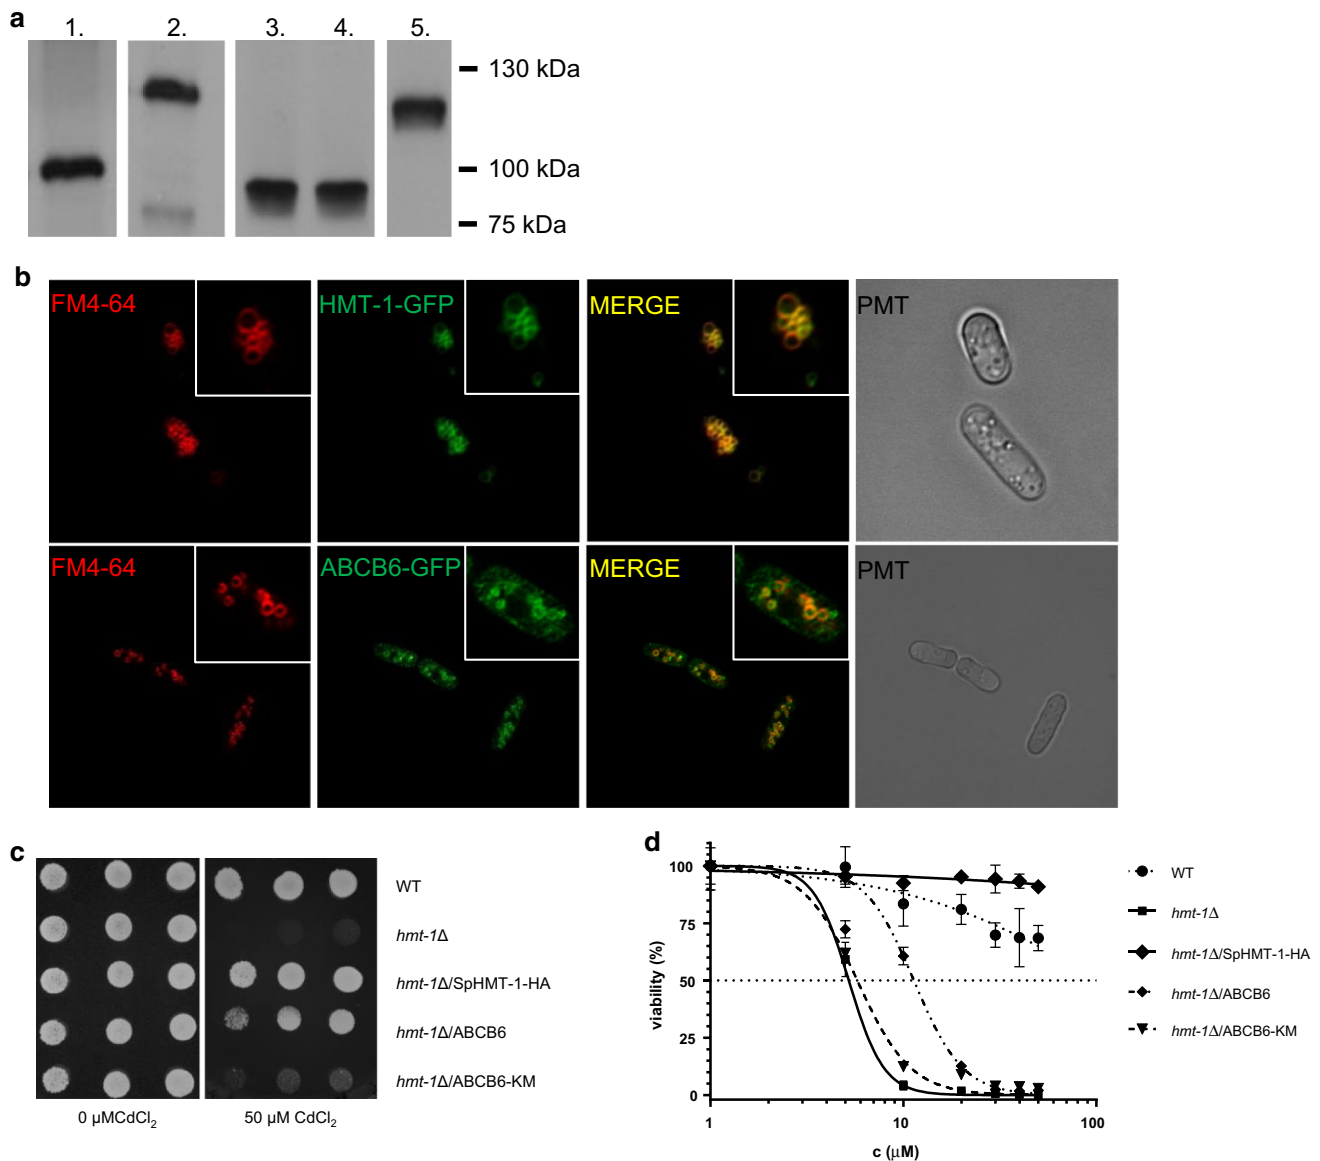 a
1. 2. 3. 4. 5.
130 kDa
100 kDa
75 kDa
b
FM4-64 HMT-1-GFP MERGE PMT
FM4-64 ABCB6-GFP MERGE PMT
c
WT
hmt-1Δ
hmt-1Δ/SpHMT-1-HA
hmt-1Δ/ABCB6
hmt-1Δ/ABCB6-KM
0 µMCdCl2 50 µM CdCl2
d
viability (%)
100
75
50
25
0
1 10 100
c (µM)
WT
hmt-1Δ
hmt-1Δ/SpHMT-1-HA
hmt-1Δ/ABCB6
hmt-1Δ/ABCB6-KM